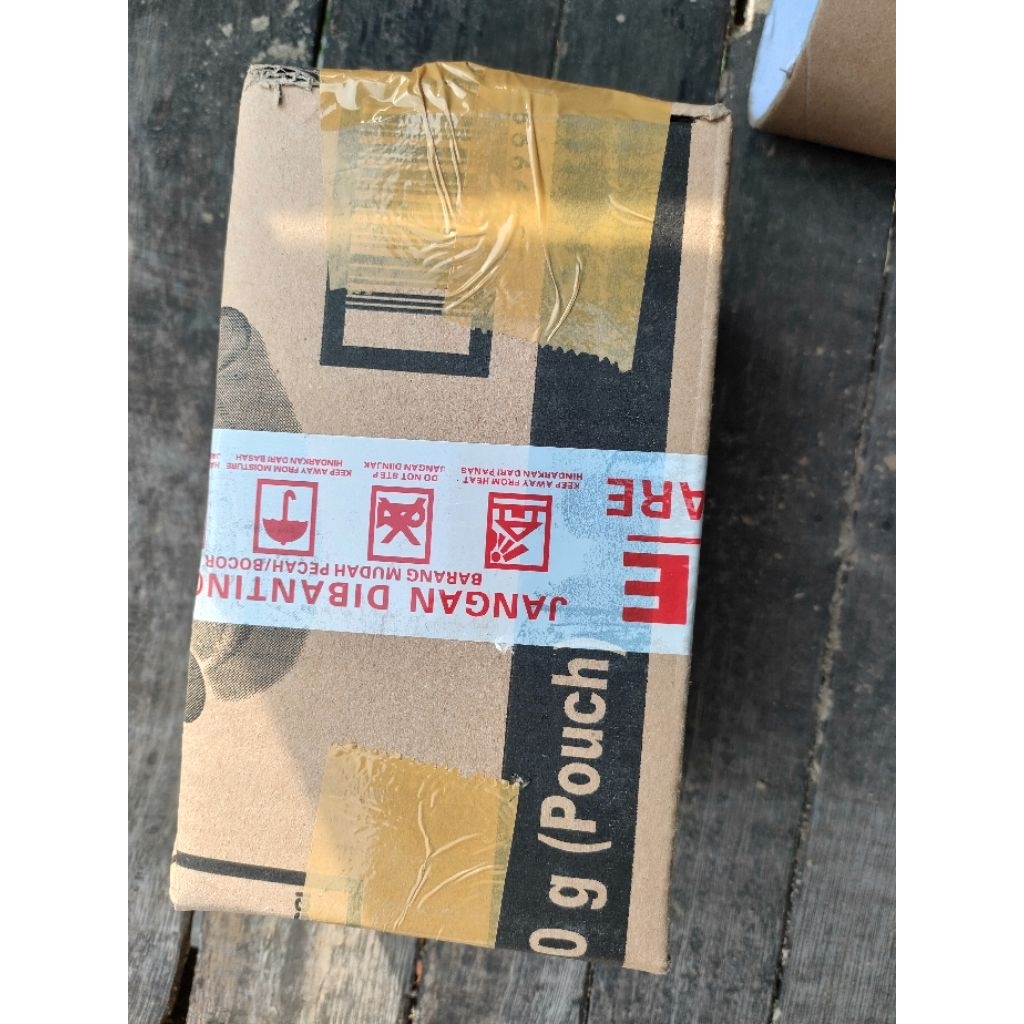 ARE
E
JANGAN DIBANTING
BARANG MUDAH PECAH/BOCOR
KEEP AWAY FROM HEAT
HINDARKAN DARI PANAS
DO NOT STEP
JANGAN DIINJAK
KEEP AWAY FROM MOISTURE
HINDARKAN DARI BASAH
0 g (Pouch)